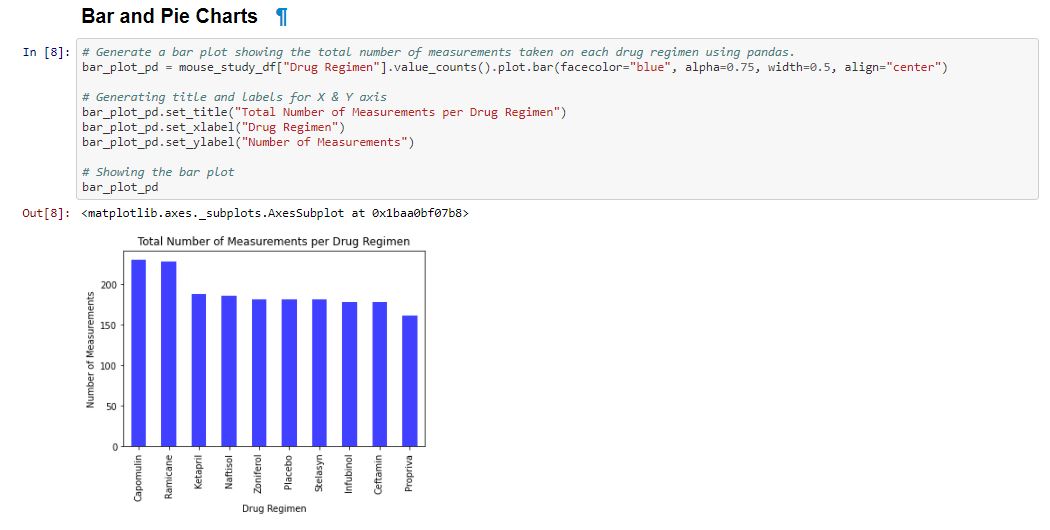 Bar and Pie Charts ¶
In [8]: # Generate a bar plot showing the total number of measurements taken on each drug regimen using pandas.
bar_plot_pd = mouse_study_df["Drug Regimen"].value_counts().plot.bar(facecolor="blue", alpha=0.75, width=0.5, align="center")
# Generating title and labels for X & Y axis
bar_plot_pd.set_title("Total Number of Measurements per Drug Regimen")
bar_plot_pd.set_xlabel("Drug Regimen")
bar_plot_pd.set_ylabel("Number of Measurements")
# Showing the bar plot
bar_plot_pd
Out[8]: <matplotlib.axes._subplots.AxesSubplot at 0x1baa0bf07b8>
Total Number of Measurements per Drug Regimen
Number of Measurements
200
150
100
50
0
Capomulin
Ramicane
Ketapril
Naftisol
Zoniferol
Placebo
Stelasyn
Infubinol
Ceftamin
Propriva
Drug Regimen